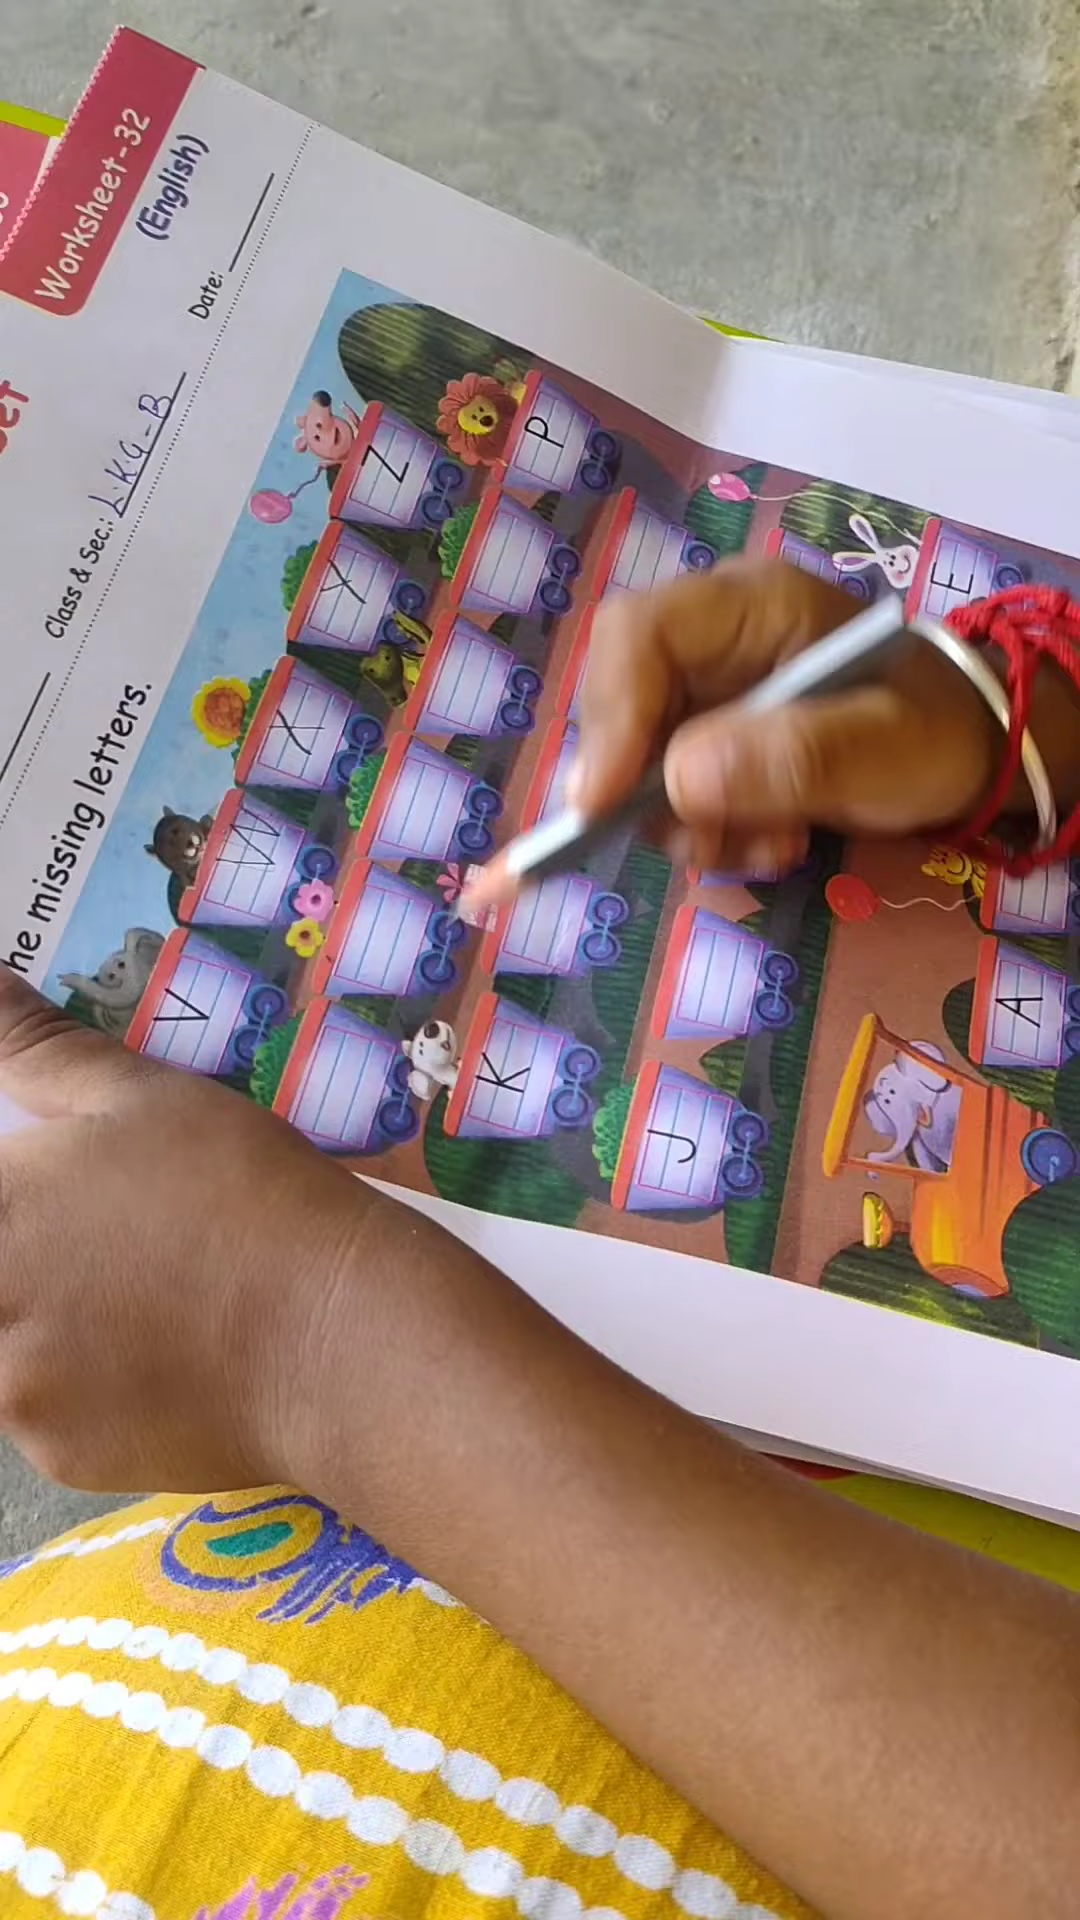 Worksheet-32
(English)
Class & Sec.: LKG-B
Date:
he missing letters.
A
E
J
K
P
V
W
X
Y
Z